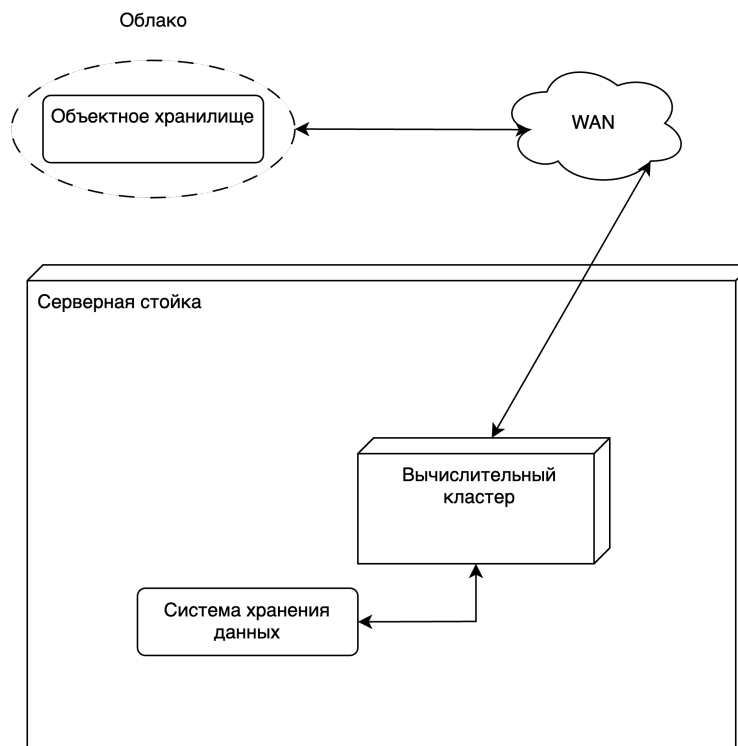 Облако
Объектное хранилище
WAN
Серверная стойка
Вычислительный
кластер
Система хранения
данных